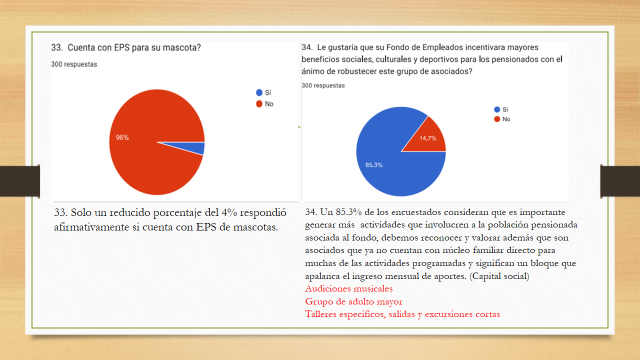 33. Cuenta con EPS para su mascota?
300 respuestas
Sí
No
96%
34. Le gustaría que su Fondo de Empleados incentivara mayores
beneficios sociales, culturales y deportivos para los pensionados con el
ánimo de robustecer este grupo de asociados?
300 respuestas
Sí
No
14,7%
85.3%
33. Solo un reducido porcentaje del 4% respondió
afirmativamente si cuenta con EPS de mascotas.
34. Un 85.3% de los encuestados consideran que es importante
generar más actividades que involucren a la población pensionada
asociada al fondo, debemos reconocer y valorar además que son
asociados que ya no cuentan con núcleo familiar directo para
muchas de las actividades programadas y significan un bloque que
apalanca el ingreso mensual de aportes. (Capital social)
Audiciones musicales
Grupo de adulto mayor
Talleres específicos, salidas y excursiones cortas